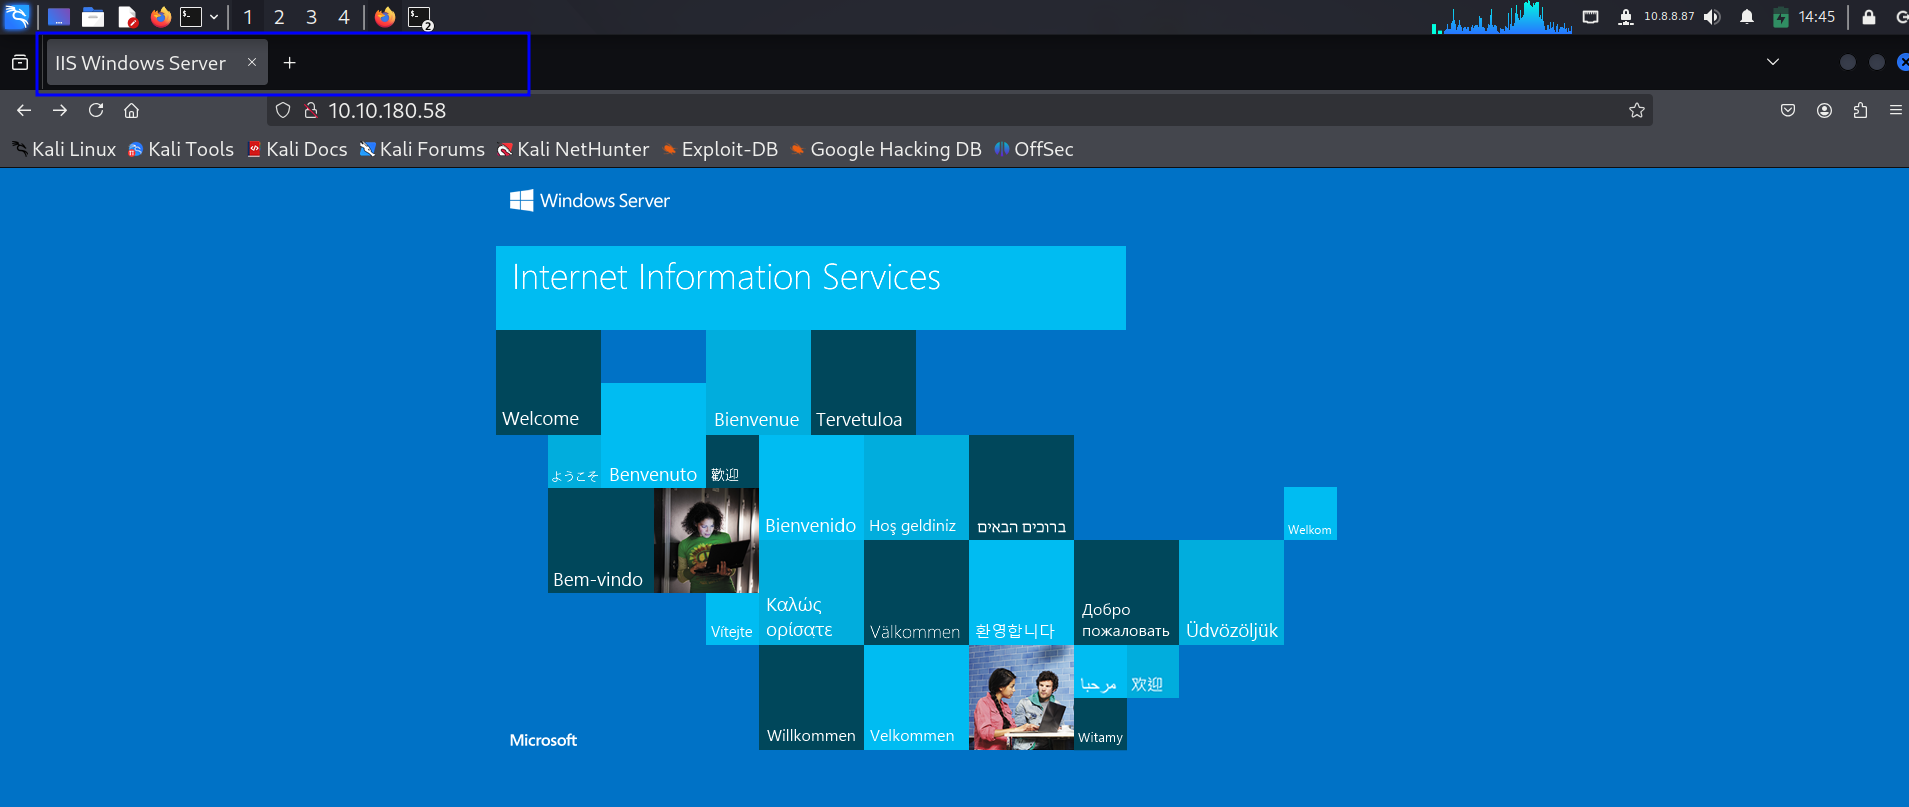 1 2 3 4
2
10.8.8.87
14:45
IIS Windows Server
10.10.180.58
Kali Linux Kali Tools Kali Docs Kali Forums Kali NetHunter Exploit-DB Google Hacking DB OffSec
Windows Server
Internet Information Services
Welcome
Bienvenue
Tervetuloa
ようこそ
Benvenuto
歡迎
Bienvenido
Hoş geldiniz
ברוכים הבאים
Welkom
Bem-vindo
Vítejte
Καλώς
ορίσατε
Välkommen
환영합니다
Добро
пожаловать
Üdvözöljük
Microsoft
Willkommen
Velkommen
مرحبا
欢迎
Witamy